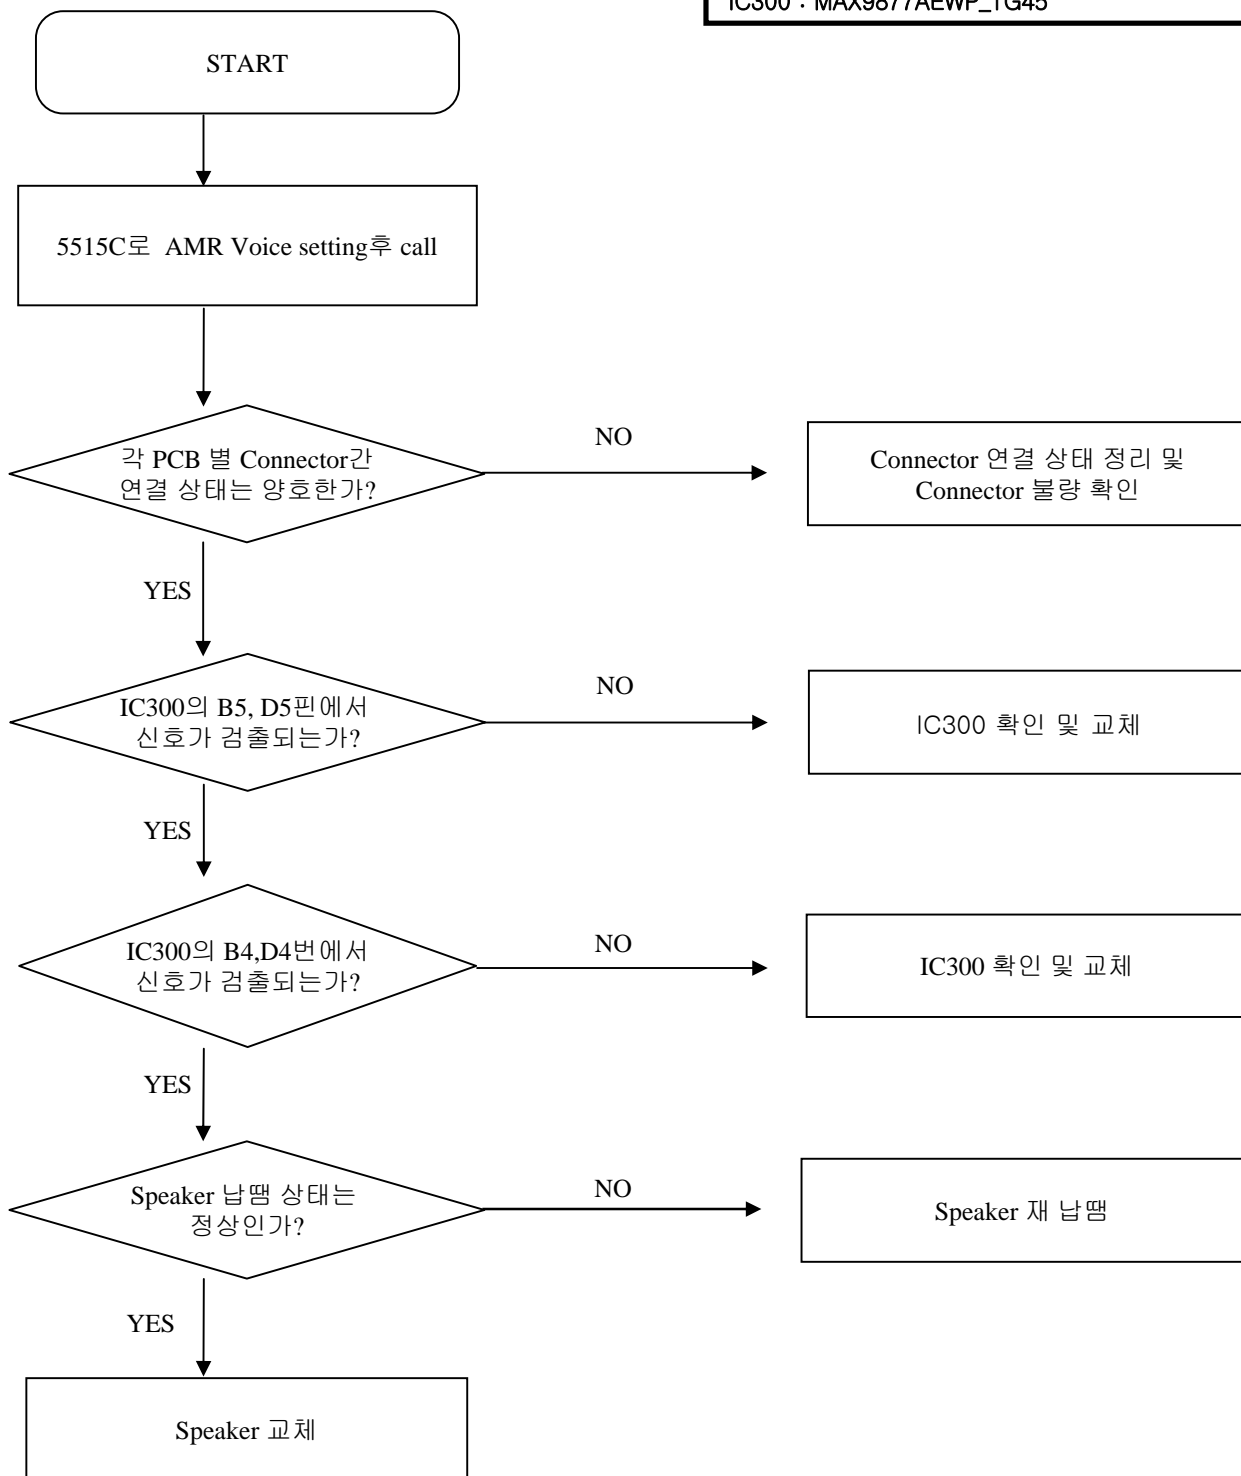 IC300 : MAX9877AEWP_TG45
START
5515C로 AMR Voice setting후 call
각 PCB 별 Connector간
연결 상태는 양호한가?
NO
Connector 연결 상태 정리 및
Connector 불량 확인
YES
IC300의 B5, D5핀에서
신호가 검출되는가?
NO
IC300 확인 및 교체
YES
IC300의 B4,D4번에서
신호가 검출되는가?
NO
IC300 확인 및 교체
YES
Speaker 납땜 상태는
정상인가?
NO
Speaker 재 납땜
YES
Speaker 교체